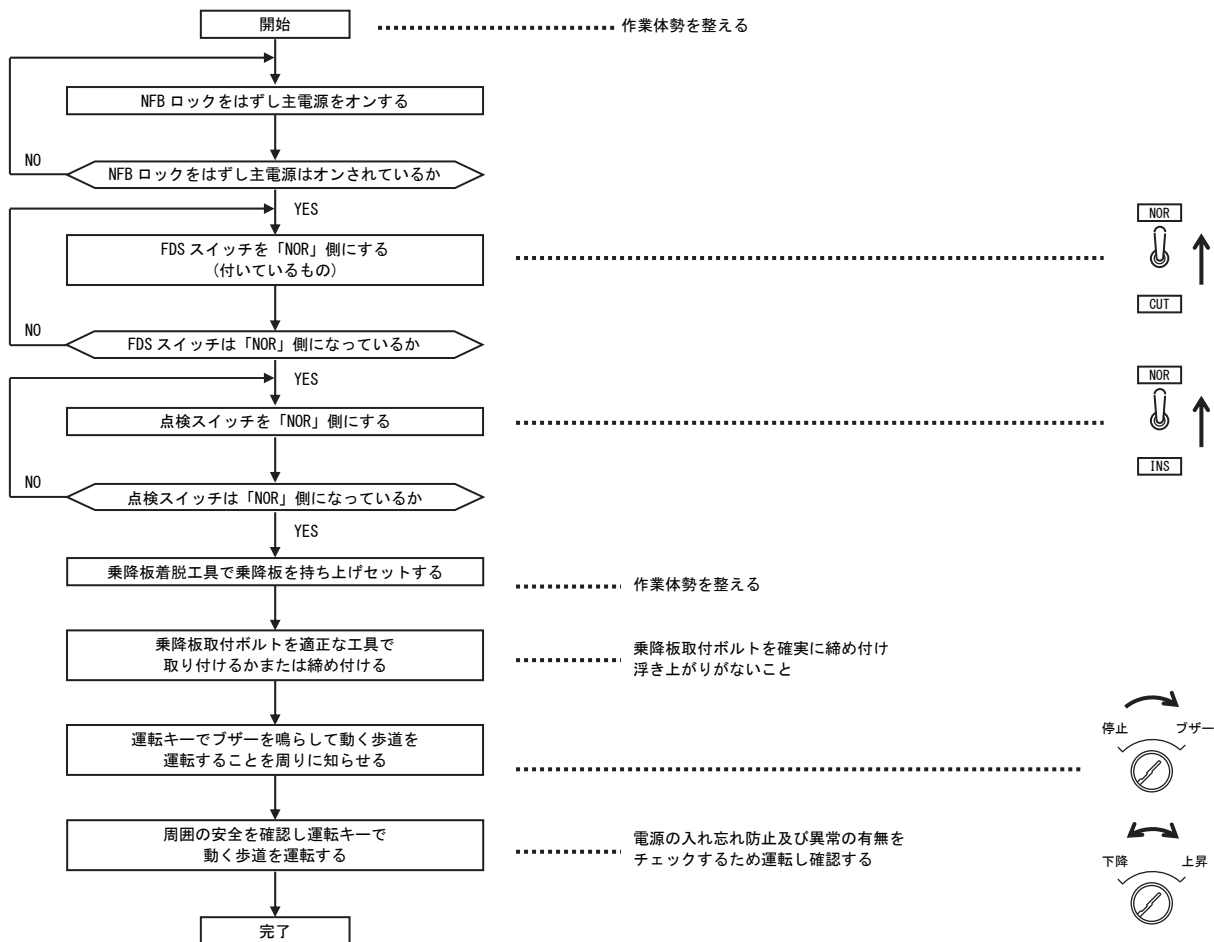 開始
作業体勢を整える
NFB ロックをはずし主電源をオンする
NO
NFB ロックをはずし主電源はオンされているか
YES
FDS スイッチを「NOR」側にする
(付いているもの)
NOR
CUT
NO
FDS スイッチは「NOR」側になっているか
YES
点検スイッチを「NOR」側にする
NOR
INS
NO
点検スイッチは「NOR」側になっているか
YES
乗降板着脱工具で乗降板を持ち上げセットする
作業体勢を整える
乗降板取付ボルトを適正な工具で
取り付けるかまたは締め付ける
乗降板取付ボルトを確実に締め付け
浮き上がりがないこと
運転キーでブザーを鳴らして動く歩道を
運転することを周りに知らせる
停止 ブザー
周囲の安全を確認し運転キーで
動く歩道を運転する
電源の入れ忘れ防止及び異常の有無を
チェックするため運転し確認する
下降 上昇
完了